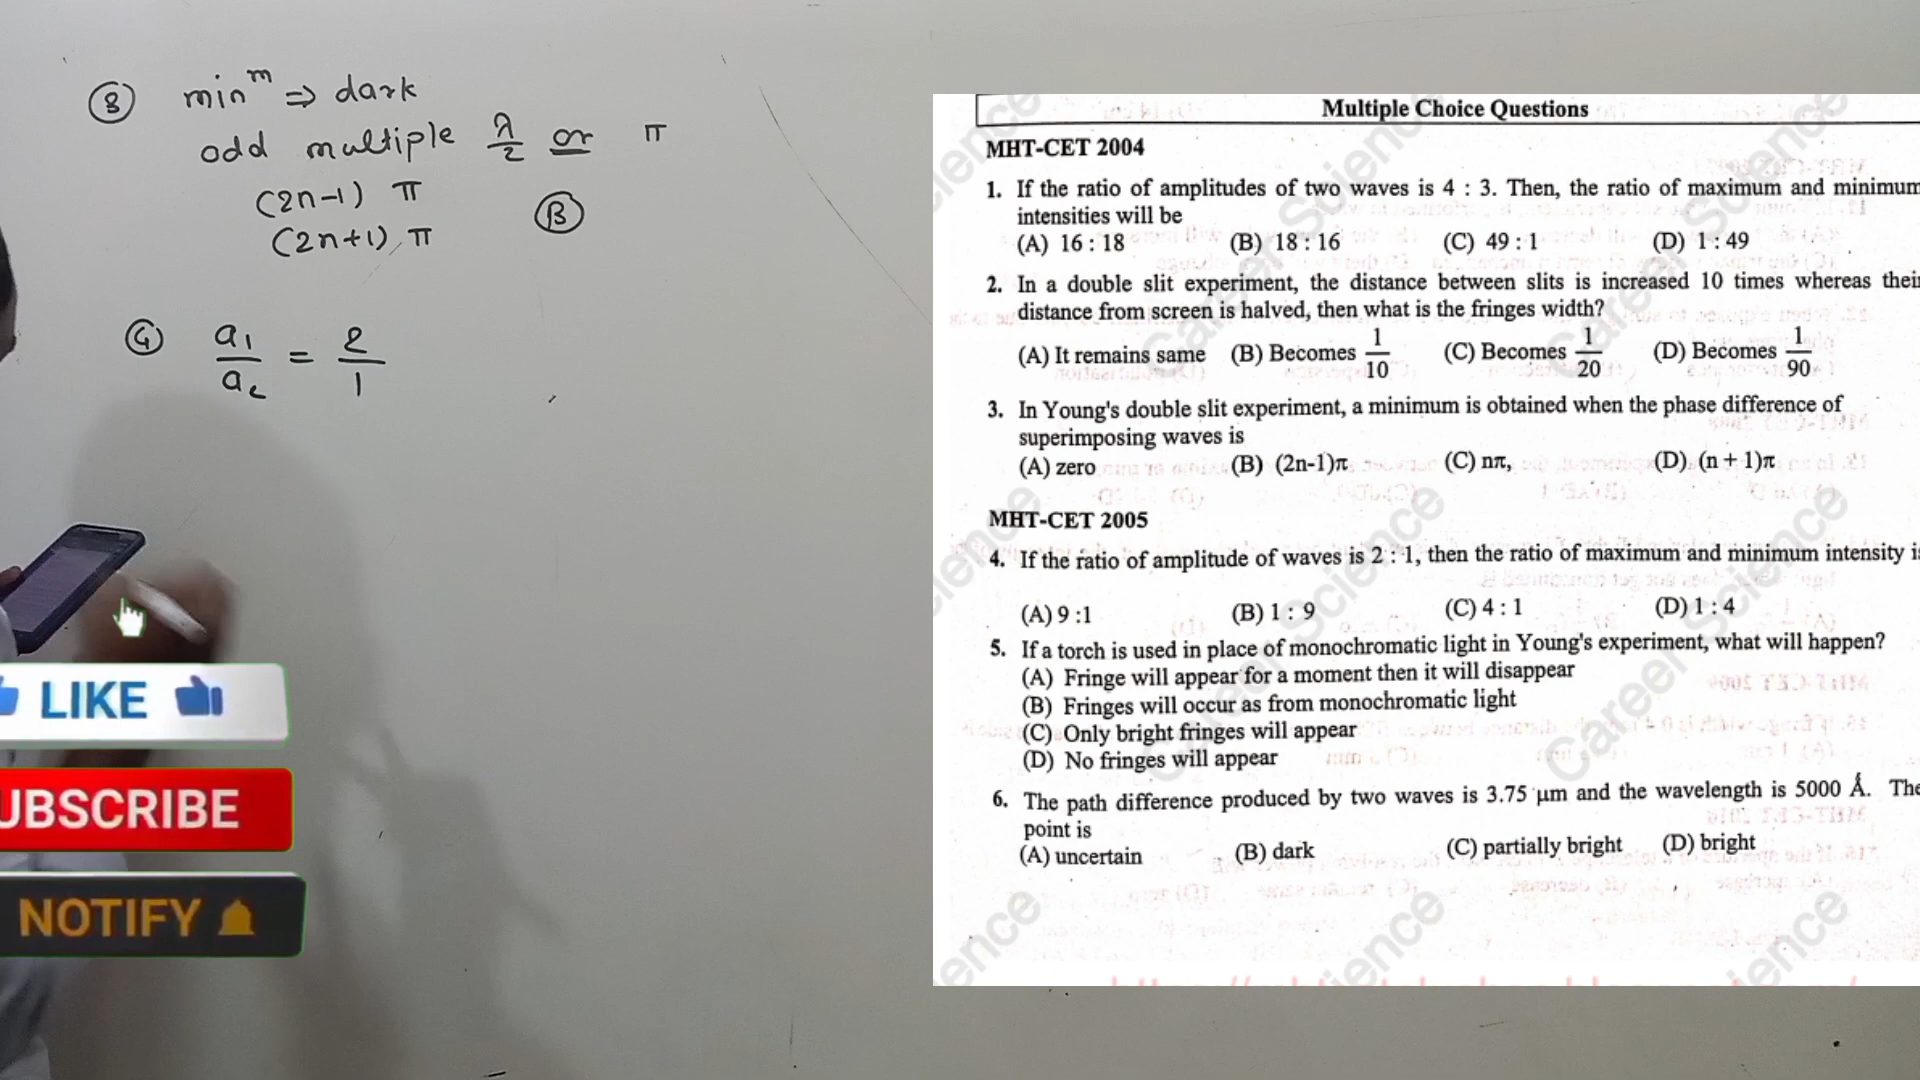 3 minᵐ ⇒ dark
odd multiple λ/2 or π
(2n-1) π
(2n+1) π
B
4 a₁/a₂ = 2/1
LIKE
UBSCRIBE
NOTIFY
Multiple Choice Questions
MHT-CET 2004
1. If the ratio of amplitudes of two waves is 4 : 3. Then, the ratio of maximum and minimum
intensities will be
(A) 16 : 18 (B) 18 : 16 (C) 49 : 1 (D) 1 : 49
2. In a double slit experiment, the distance between slits is increased 10 times whereas their
distance from screen is halved, then what is the fringes width?
(A) It remains same (B) Becomes 1/10 (C) Becomes 1/20 (D) Becomes 1/90
3. In Young's double slit experiment, a minimum is obtained when the phase difference of
superimposing waves is
(A) zero (B) (2n-1)π (C) nπ, (D) (n + 1)π
MHT-CET 2005
4. If the ratio of amplitude of waves is 2 : 1, then the ratio of maximum and minimum intensity is
(A) 9 :1 (B) 1 : 9 (C) 4 : 1 (D) 1 : 4
5. If a torch is used in place of monochromatic light in Young's experiment, what will happen?
(A) Fringe will appear for a moment then it will disappear
(B) Fringes will occur as from monochromatic light
(C) Only bright fringes will appear
(D) No fringes will appear
6. The path difference produced by two waves is 3.75 μm and the wavelength is 5000 Å. The
point is
(A) uncertain (B) dark (C) partially bright (D) bright
Career Science